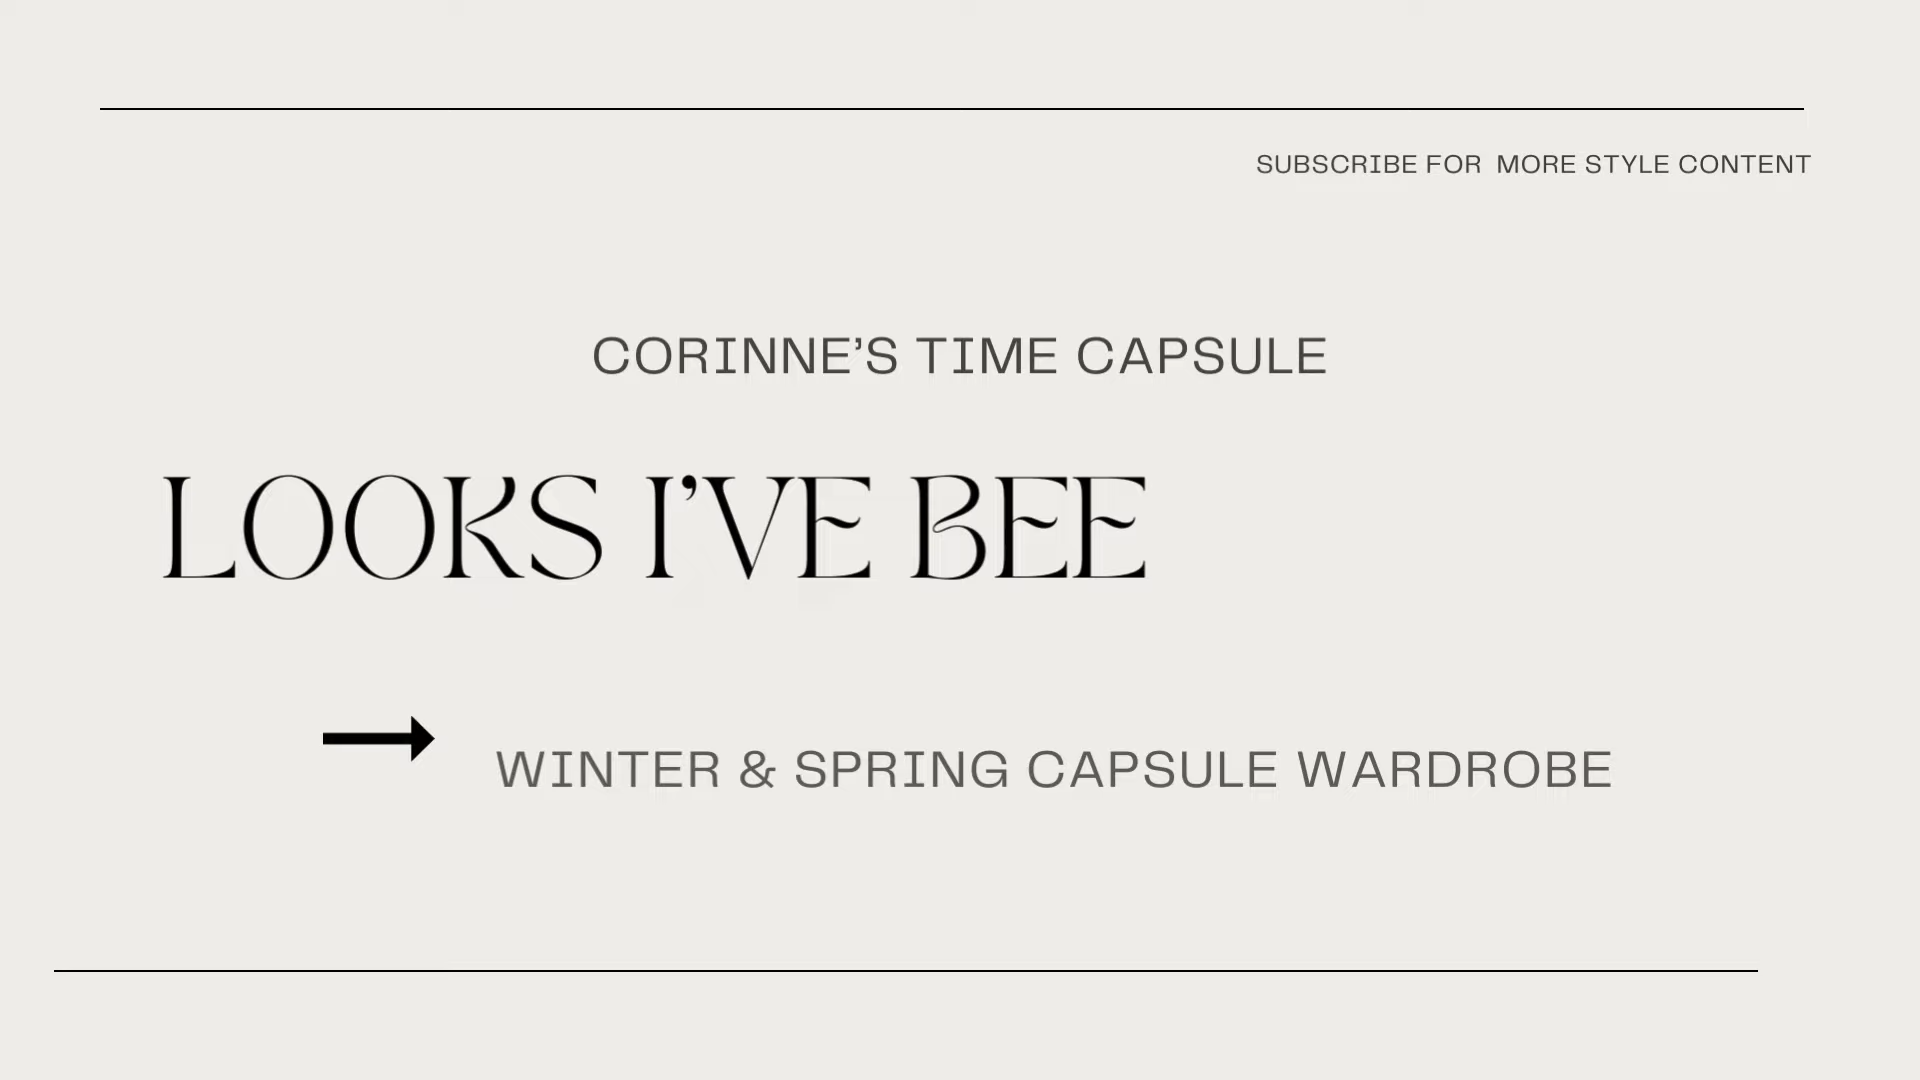 SUBSCRIBE FOR  MORE STYLE CONTENT
CORINNE’S TIME CAPSULE
LOOKS I’VE BEE
WINTER & SPRING CAPSULE WARDROBE